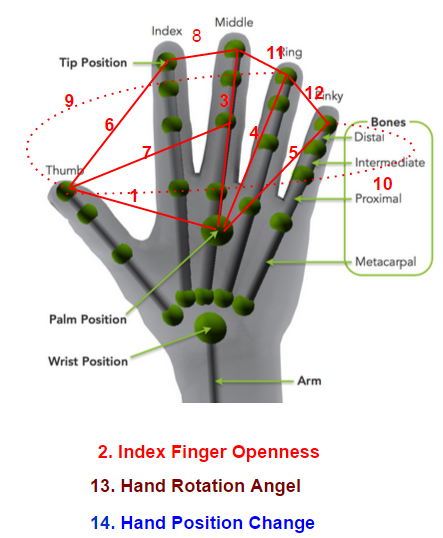 Middle
Index
8
Tip Position
11
Ring
12
Pinky
9
6
3
4
Bones
Distal
7
5
Intermediate
Thumb
10
1
Proximal
Metacarpal
Palm Position
Wrist Position
Arm
2. Index Finger Openness
13. Hand Rotation Angel
14. Hand Position Change